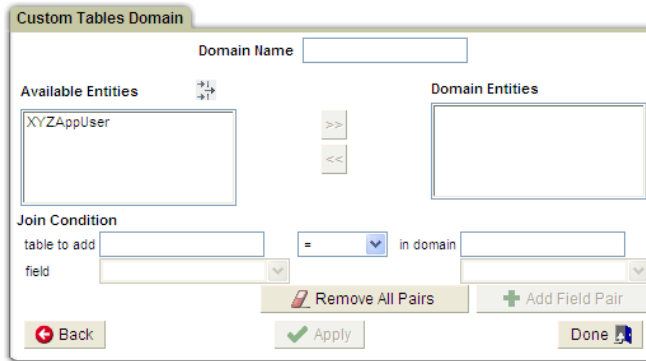 Custom Tables Domain
Domain Name
Available Entities
Domain Entities
XYZAppUser
>>
<<
Join Condition
table to add = in domain
field
Remove All Pairs Add Field Pair
Back Apply Done